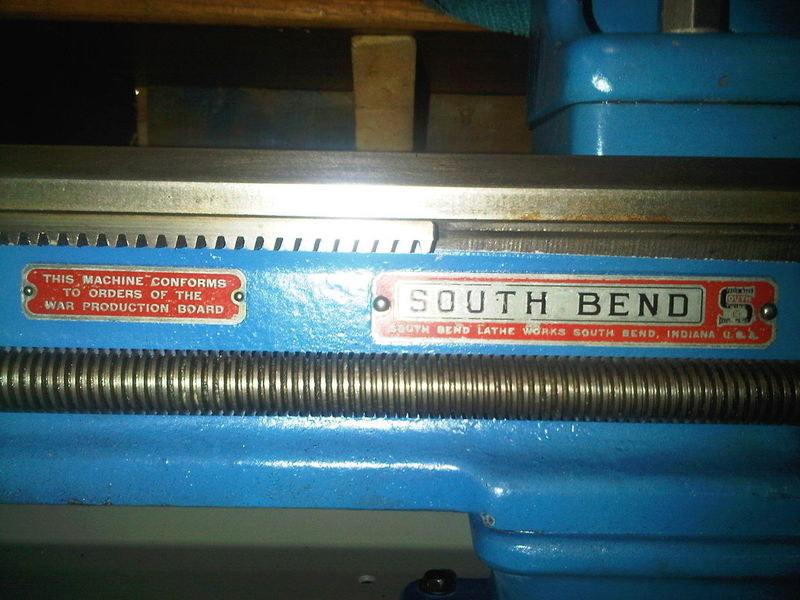 THIS MACHINE CONFORMS
TO ORDERS OF THE
WAR PRODUCTION BOARD
SOUTH BEND
SOUTH BEND LATHE WORKS SOUTH BEND, INDIANA U.S.A.
SOUTH